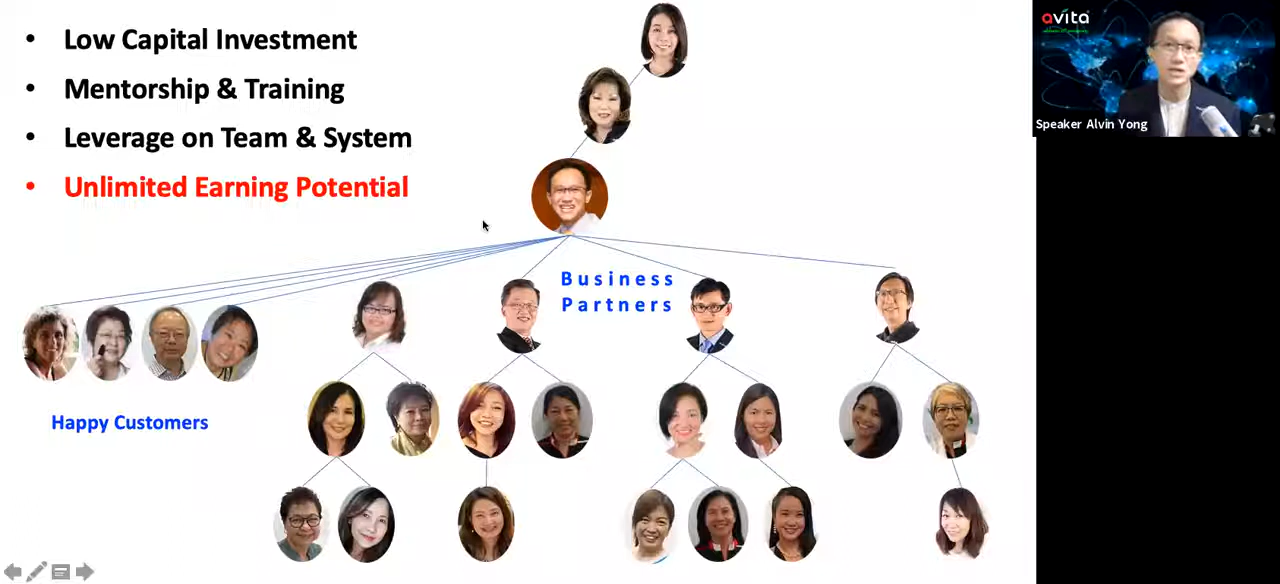 • Low Capital Investment
• Mentorship & Training
• Leverage on Team & System
• Unlimited Earning Potential
Business
Partners
Happy Customers
avita
Speaker Alvin Yong